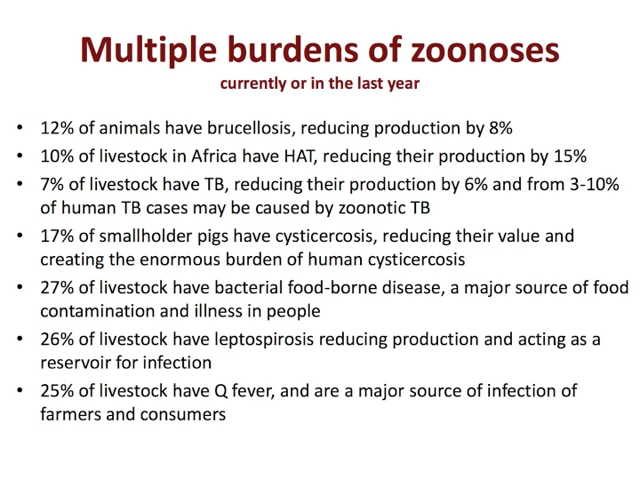 Multiple burdens of zoonoses
currently or in the last year
• 12% of animals have brucellosis, reducing production by 8%
• 10% of livestock in Africa have HAT, reducing their production by 15%
• 7% of livestock have TB, reducing their production by 6% and from 3-10%
of human TB cases may be caused by zoonotic TB
• 17% of smallholder pigs have cysticercosis, reducing their value and
creating the enormous burden of human cysticercosis
• 27% of livestock have bacterial food-borne disease, a major source of food
contamination and illness in people
• 26% of livestock have leptospirosis reducing production and acting as a
reservoir for infection
• 25% of livestock have Q fever, and are a major source of infection of
farmers and consumers